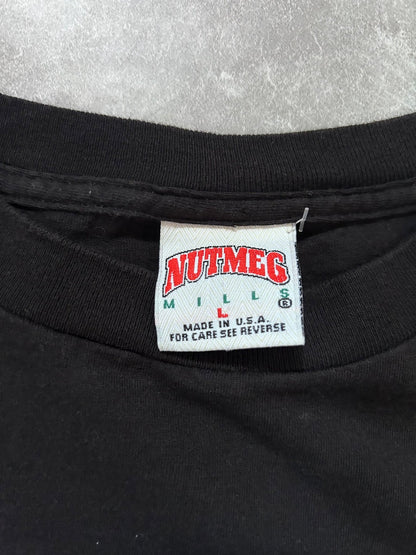 NUTMEG
MILLS
®
L
MADE IN U.S.A.
FOR CARE SEE REVERSE